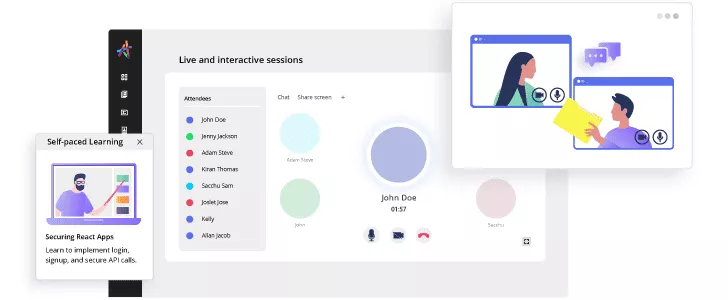 Live and interactive sessions
Attendees
John Doe
Jenny Jackson
Adam Steve
Kiran Thomas
Sacchu Sam
Joslet Jose
Kelly
Allan Jacob
Chat Share screen +
Adam Steve
John
John Doe
01:57
Sacchu
Self-paced Learning
Securing React Apps
Learn to implement login,
signup, and secure API calls.